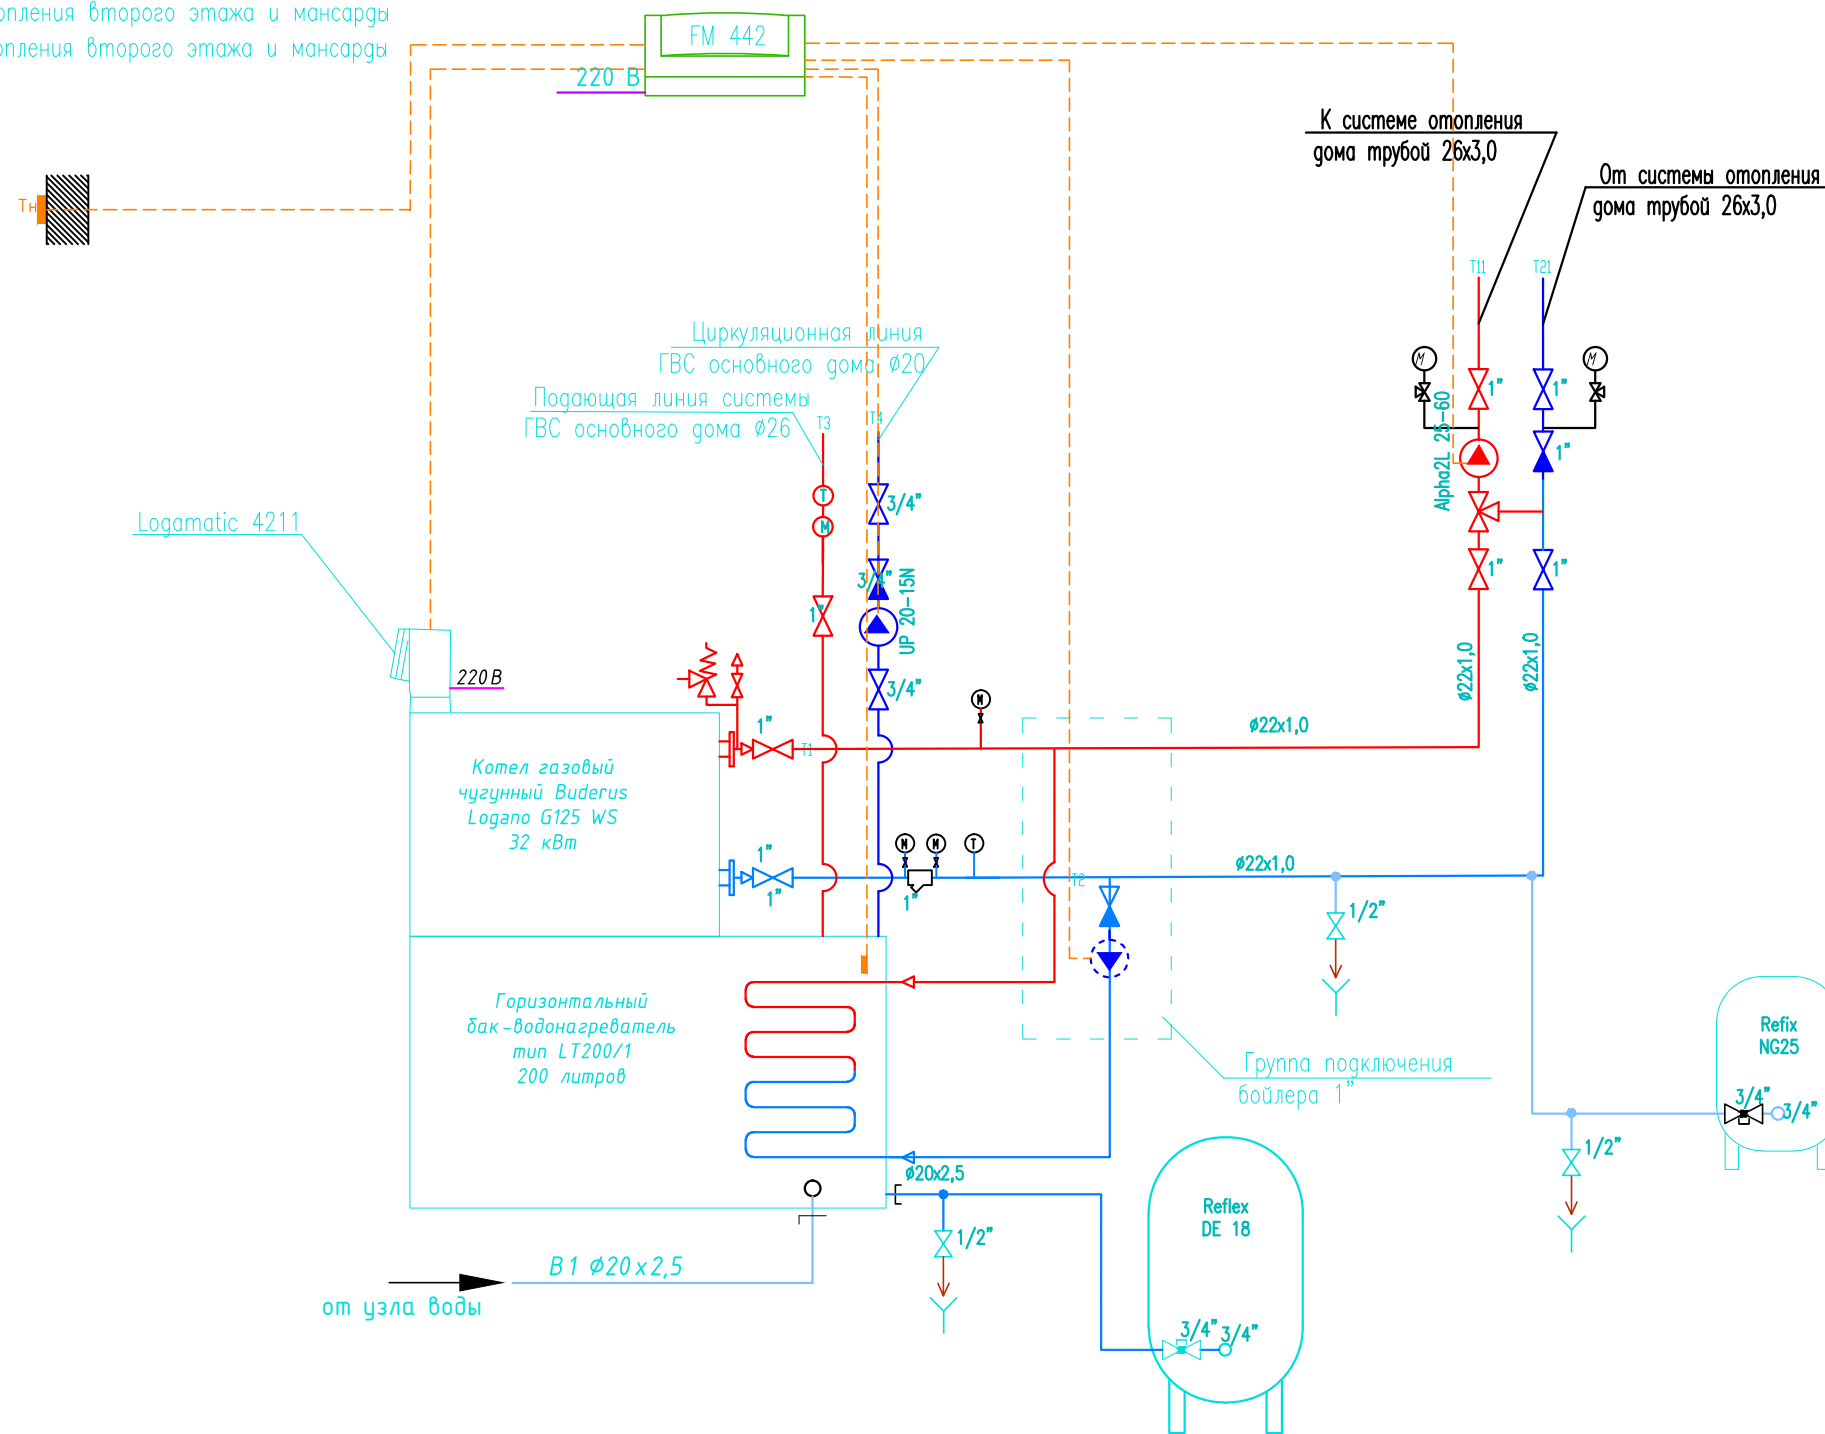 опления второго этажа и мансарды
опления второго этажа и мансарды
FM 442
220 В
К системе отопления
дома трубой 26х3,0
От системы отопления
дома трубой 26х3,0
Тн
Т11
Т21
Циркуляционная линия
ГВС основного дома Ø20
Подающая линия системы
ГВС основного дома Ø26
Т3
Т4
М
М
1"
1"
Alpha2L 25-60
1"
Logamatic 4211
Т
М
3/4"
3/4"
UP 20-15N
1"
1"
1"
3/4"
ø22х1,0
ø22х1,0
220В
1"
Т1
М
ø22х1,0
Котел газовый
чугунный Buderus
Logano G125 WS
32 кВт
1"
1"
М
М
Т
1"
Т2
ø22х1,0
1/2"
Горизонтальный
бак-водонагреватель
тип LT200/1
200 литров
Группа подключения
бойлера 1"
Refix
NG25
3/4"
3/4"
1/2"
ø20х2,5
1/2"
Reflex
DE 18
3/4"
3/4"
В1 Ø20х2,5
от узла воды